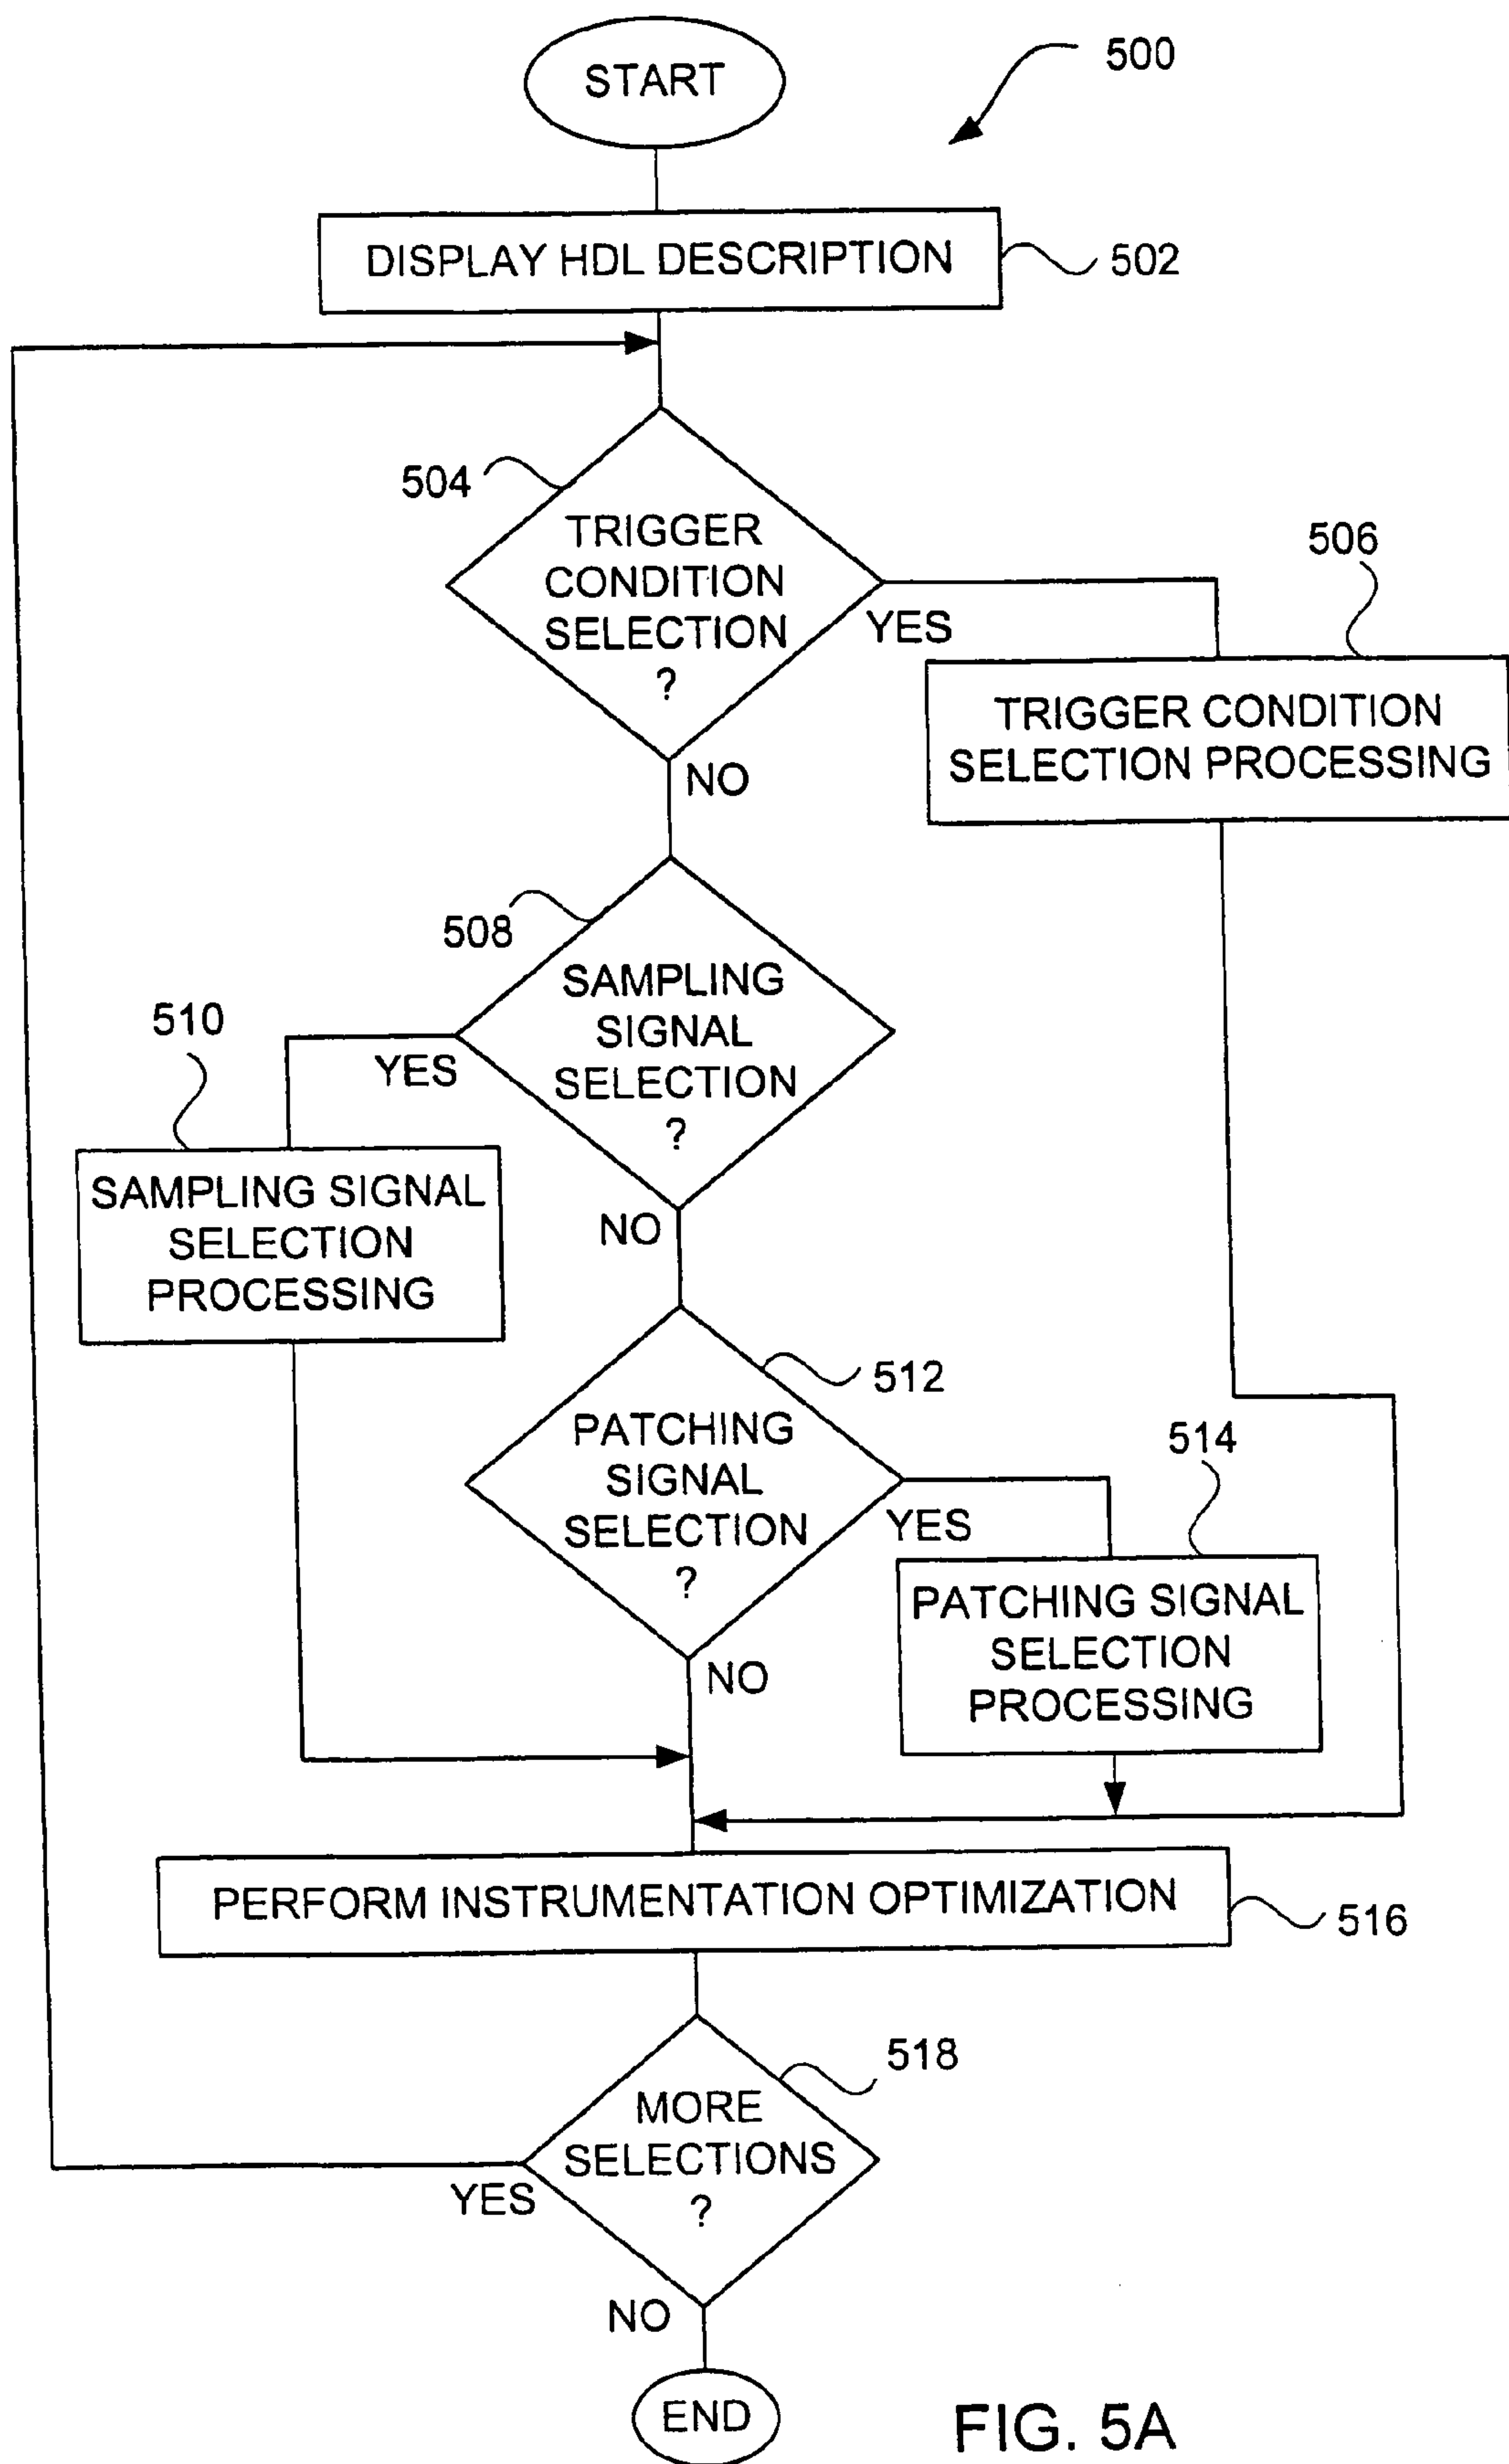 START
500
DISPLAY HDL DESCRIPTION
502
504
TRIGGER
CONDITION
SELECTION
?
YES
506
TRIGGER CONDITION
SELECTION PROCESSING
NO
508
SAMPLING
SIGNAL
SELECTION
?
510
YES
SAMPLING SIGNAL
SELECTION
PROCESSING
NO
512
PATCHING
SIGNAL
SELECTION
?
514
YES
PATCHING SIGNAL
SELECTION
PROCESSING
NO
PERFORM INSTRUMENTATION OPTIMIZATION
516
518
MORE
SELECTIONS
?
YES
NO
END
FIG. 5A